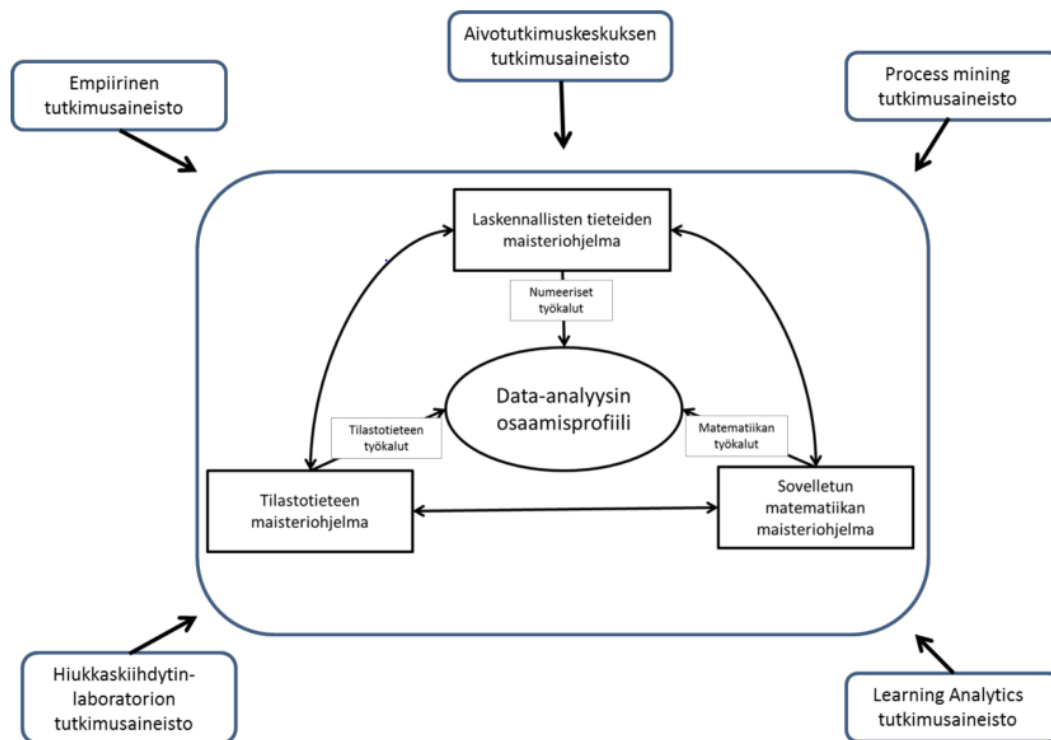 Aivotutkimuskeskuksen
tutkimusaineisto
Empiirinen
tutkimusaineisto
Process mining
tutkimusaineisto
Laskennallisten tieteiden
maisteriohjelma
Numeeriset
työkalut
Data-analyysin
osaamisprofiili
Tilastotieteen
työkalut
Matematiikan
työkalut
Tilastotieteen
maisteriohjelma
Sovelletun
matematiikan
maisteriohjelma
Hiukkaskiihdytin-
laboratorion
tutkimusaineisto
Learning Analytics
tutkimusaineisto